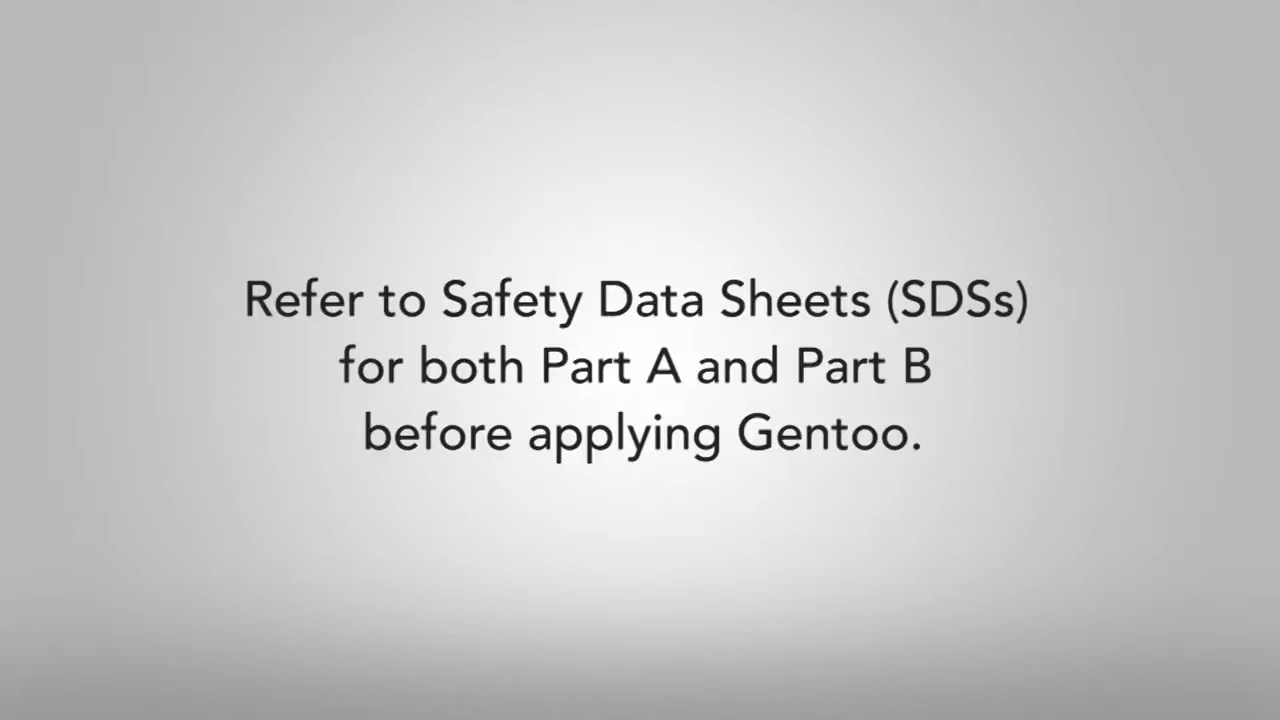 Refer to Safety Data Sheets (SDSs)
for both Part A and Part B
before applying Gentoo.